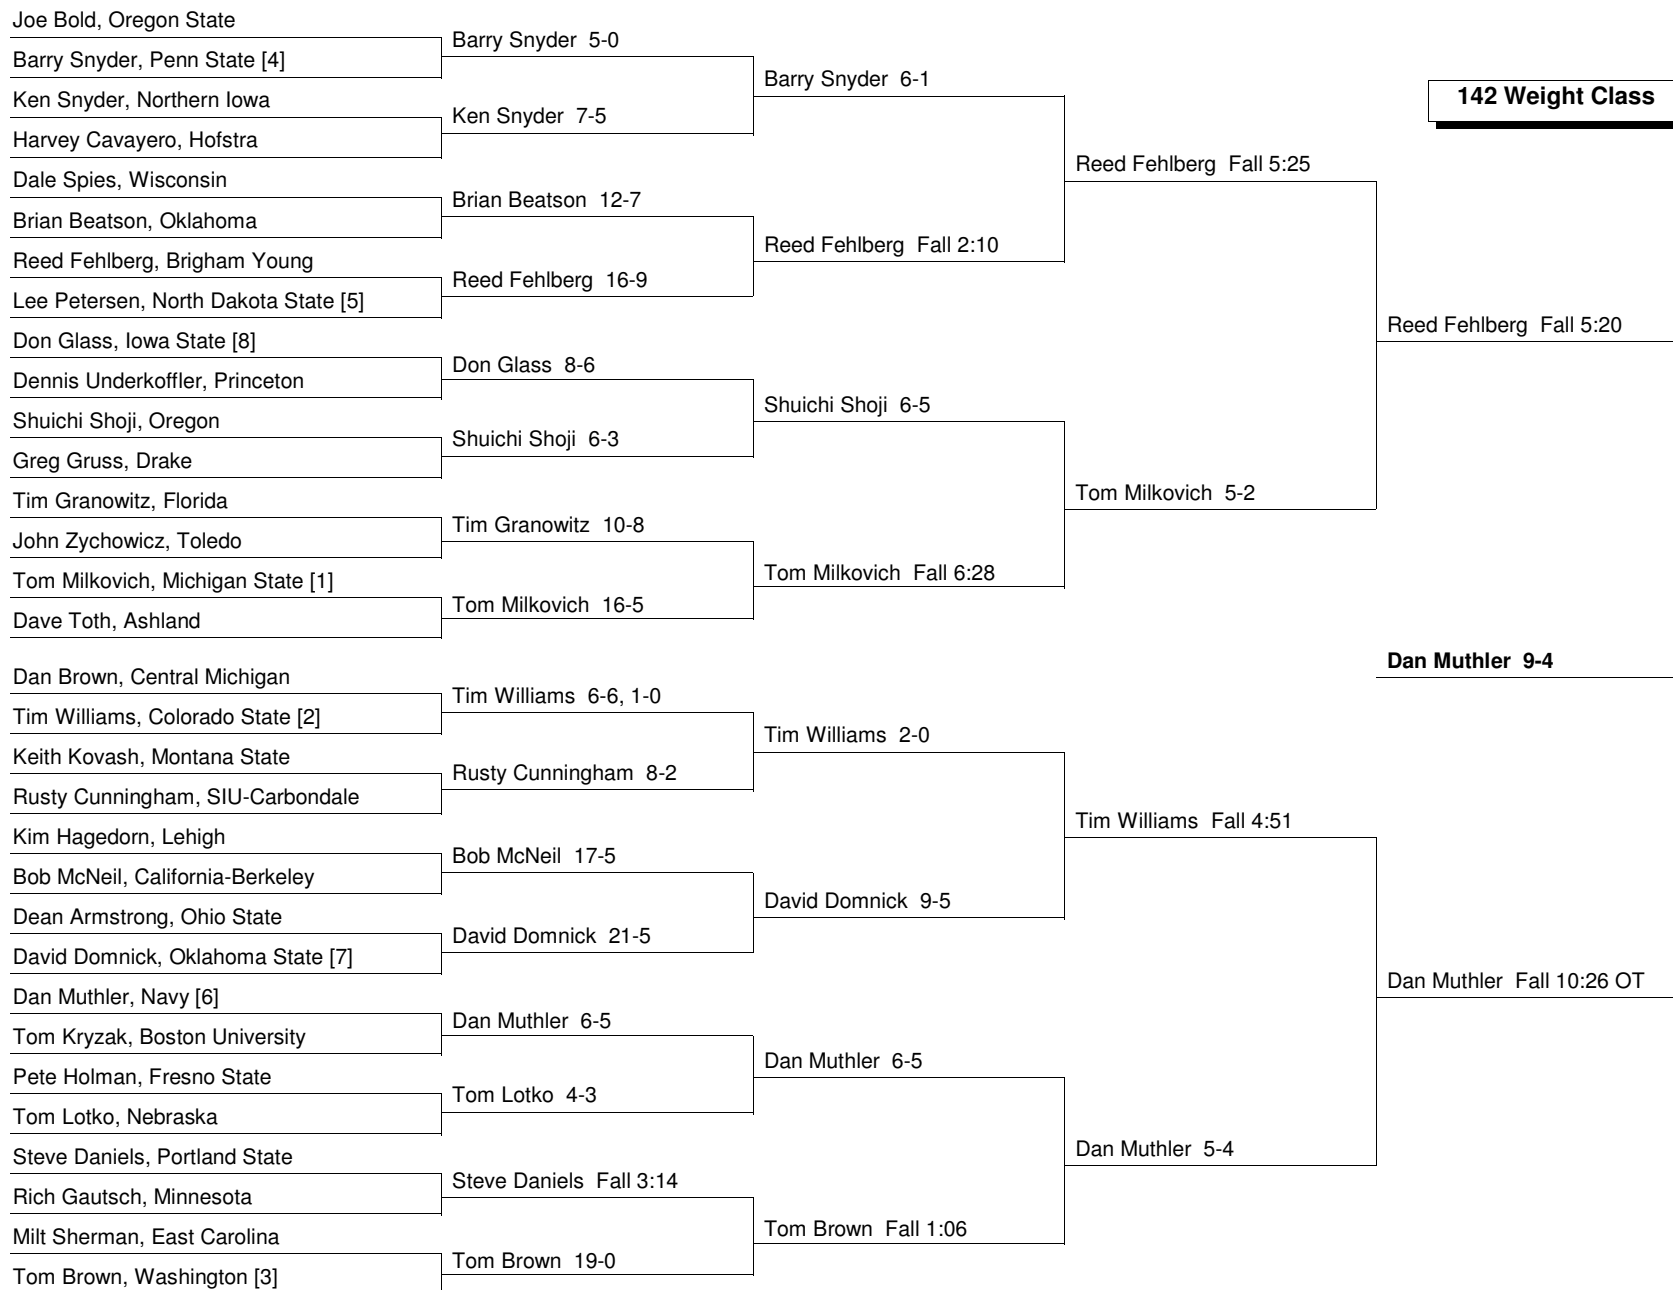 Joe Bold, Oregon State
Barry Snyder, Penn State [4]
Ken Snyder, Northern Iowa
Harvey Cavayero, Hofstra
Dale Spies, Wisconsin
Brian Beatson, Oklahoma
Reed Fehlberg, Brigham Young
Lee Petersen, North Dakota State [5]
Don Glass, Iowa State [8]
Dennis Underkoffler, Princeton
Shuichi Shoji, Oregon
Greg Gruss, Drake
Tim Granowitz, Florida
John Zychowicz, Toledo
Tom Milkovich, Michigan State [1]
Dave Toth, Ashland
Dan Brown, Central Michigan
Tim Williams, Colorado State [2]
Keith Kovash, Montana State
Rusty Cunningham, SIU-Carbondale
Kim Hagedorn, Lehigh
Bob McNeil, California-Berkeley
Dean Armstrong, Ohio State
David Domnick, Oklahoma State [7]
Dan Muthler, Navy [6]
Tom Kryzak, Boston University
Pete Holman, Fresno State
Tom Lotko, Nebraska
Steve Daniels, Portland State
Rich Gautsch, Minnesota
Milt Sherman, East Carolina
Tom Brown, Washington [3]
Barry Snyder 5-0
Ken Snyder 7-5
Brian Beatson 12-7
Reed Fehlberg 16-9
Don Glass 8-6
Shuichi Shoji 6-3
Tim Granowitz 10-8
Tom Milkovich 16-5
Tim Williams 6-6, 1-0
Rusty Cunningham 8-2
Bob McNeil 17-5
David Domnick 21-5
Dan Muthler 6-5
Tom Lotko 4-3
Steve Daniels Fall 3:14
Tom Brown 19-0
Barry Snyder 6-1
Reed Fehlberg Fall 2:10
Shuichi Shoji 6-5
Tom Milkovich Fall 6:28
Tim Williams 2-0
David Domnick 9-5
Dan Muthler 6-5
Tom Brown Fall 1:06
Reed Fehlberg Fall 5:25
Tom Milkovich 5-2
Tim Williams Fall 4:51
Dan Muthler 5-4
142 Weight Class
Reed Fehlberg Fall 5:20
Dan Muthler 9-4
Dan Muthler Fall 10:26 OT